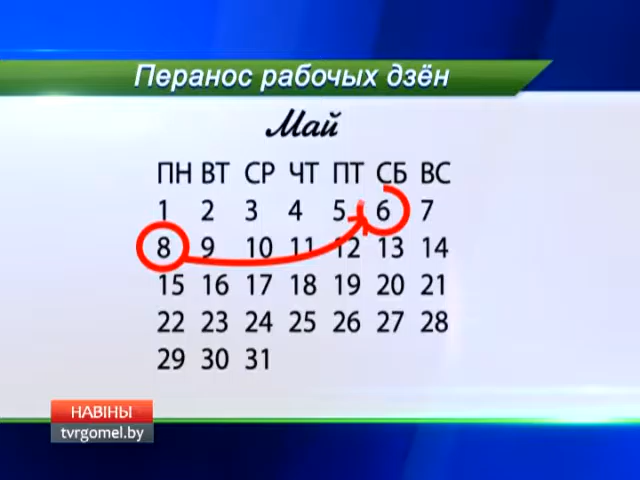 Перанос рабочых дзён
Май
ПН ВТ СР ЧТ ПТ СБ ВС
1 2 3 4 5 6 7
8 9 10 11 12 13 14
15 16 17 18 19 20 21
22 23 24 25 26 27 28
29 30 31
НАВІНЫ
tvrgomel.by